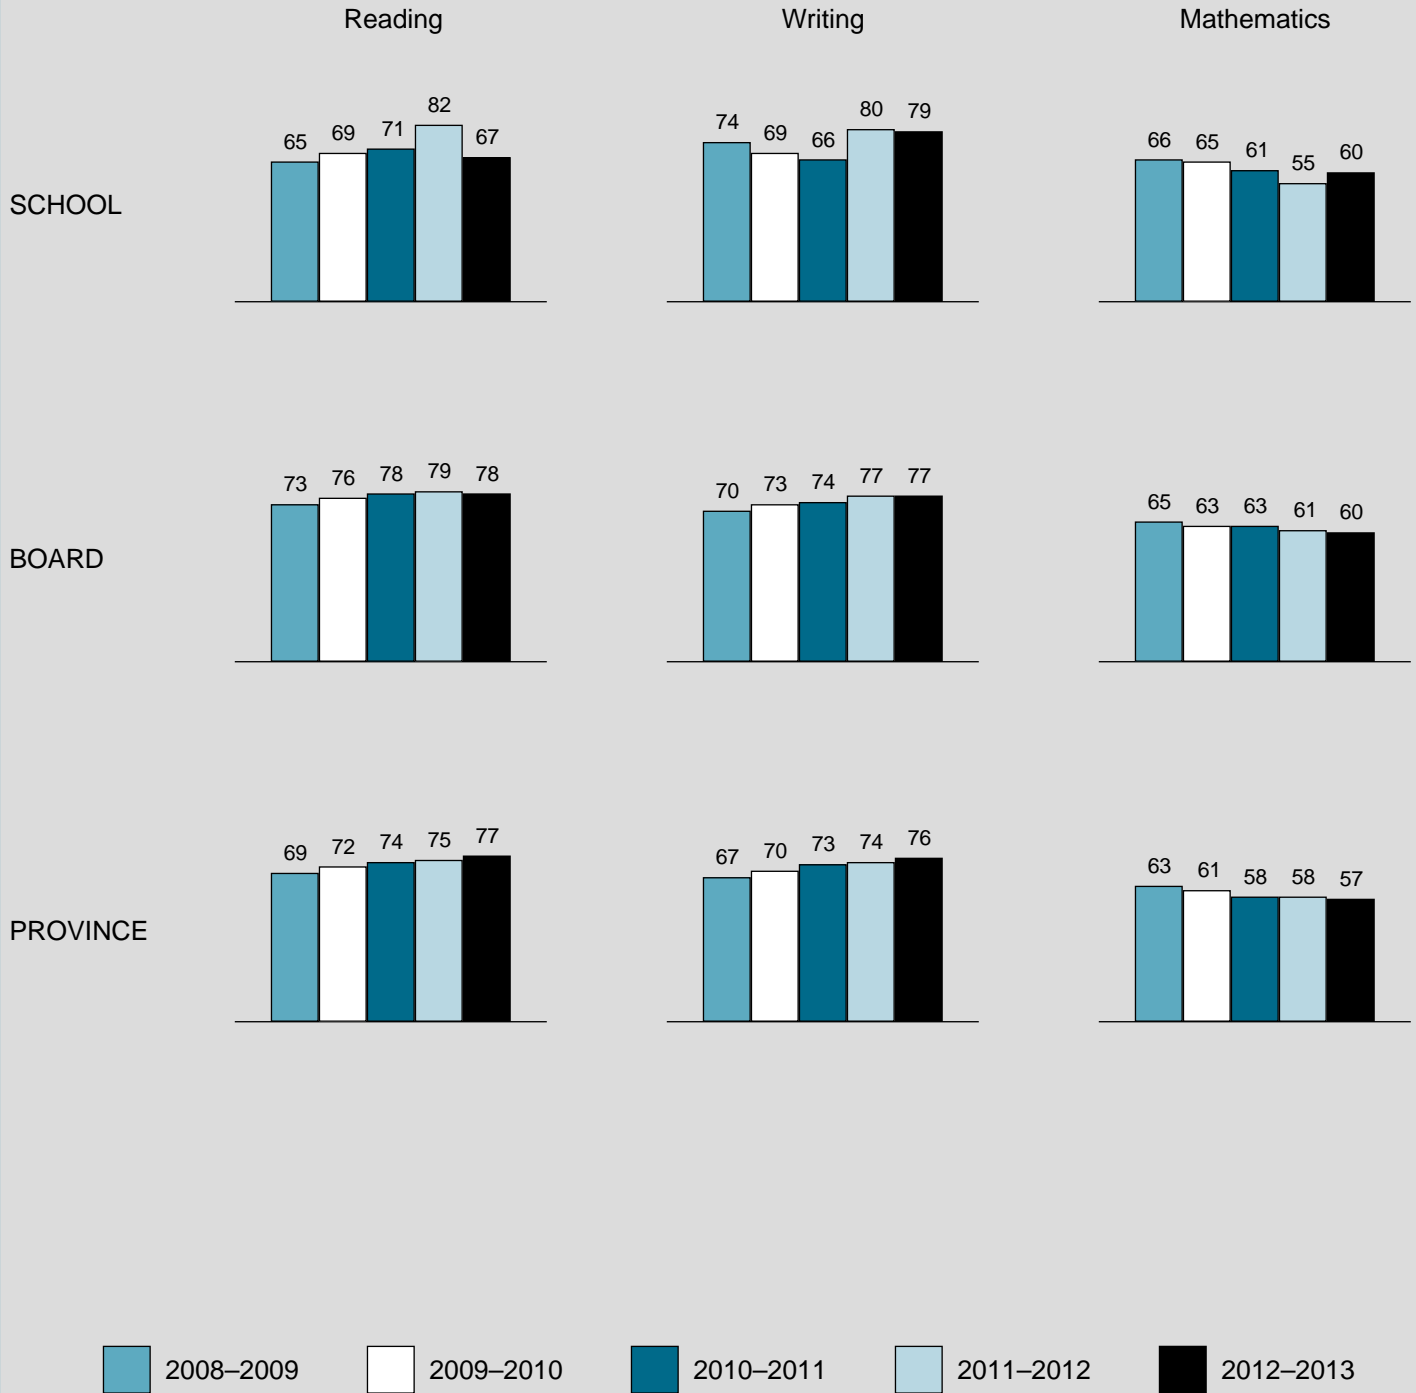 Reading Writing Mathematics
SCHOOL
65 69 71 82 67
74 69 66 80 79
66 65 61 55 60
BOARD
73 76 78 79 78
70 73 74 77 77
65 63 63 61 60
PROVINCE
69 72 74 75 77
67 70 73 74 76
63 61 58 58 57
2008–2009 2009–2010 2010–2011 2011–2012 2012–2013